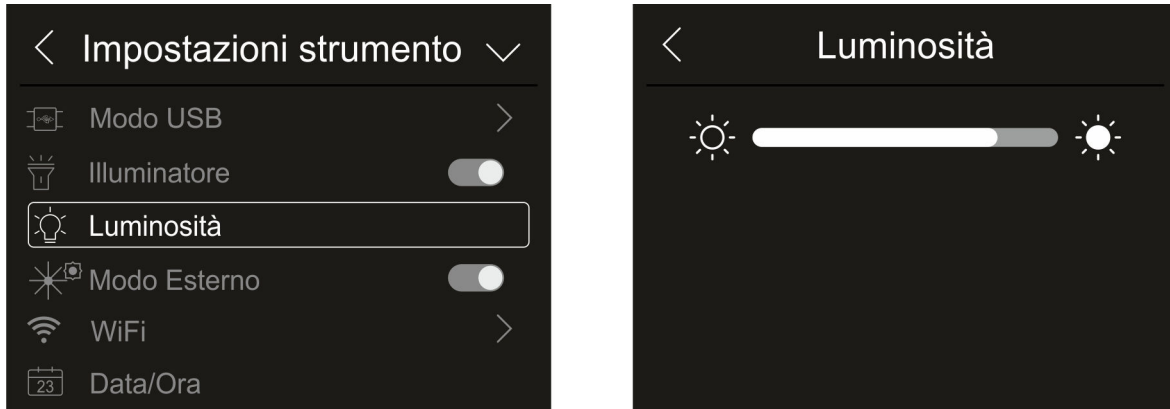 Impostazioni strumento
Modo USB
Illuminatore
Luminosità
Modo Esterno
WiFi
23 Data/Ora
Luminosità